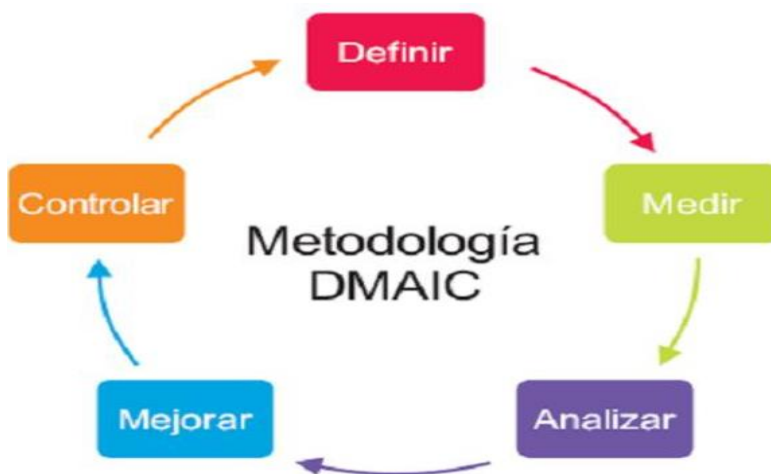 Definir
Medir
Analizar
Mejorar
Controlar
Metodología
DMAIC